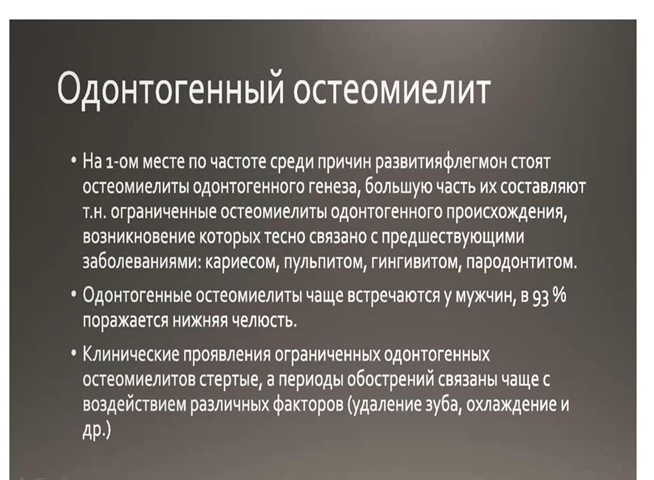 Одонтогенный остеомиелит
• На 1-ом месте по частоте среди причин развитияфлегмон стоят
остеомиелиты одонтогенного генеза, большую часть их составляют
т.н. ограниченные остеомиелиты одонтогенного происхождения,
возникновение которых тесно связано с предшествующими
заболеваниями: кариесом, пульпитом, гингивитом, пародонтитом.
• Одонтогенные остеомиелиты чаще встречаются у мужчин, в 93 %
поражается нижняя челюсть.
• Клинические проявления ограниченных одонтогенных
остеомиелитов стертые, а периоды обострений связаны чаще с
воздействием различных факторов (удаление зуба, охлаждение и
др.)